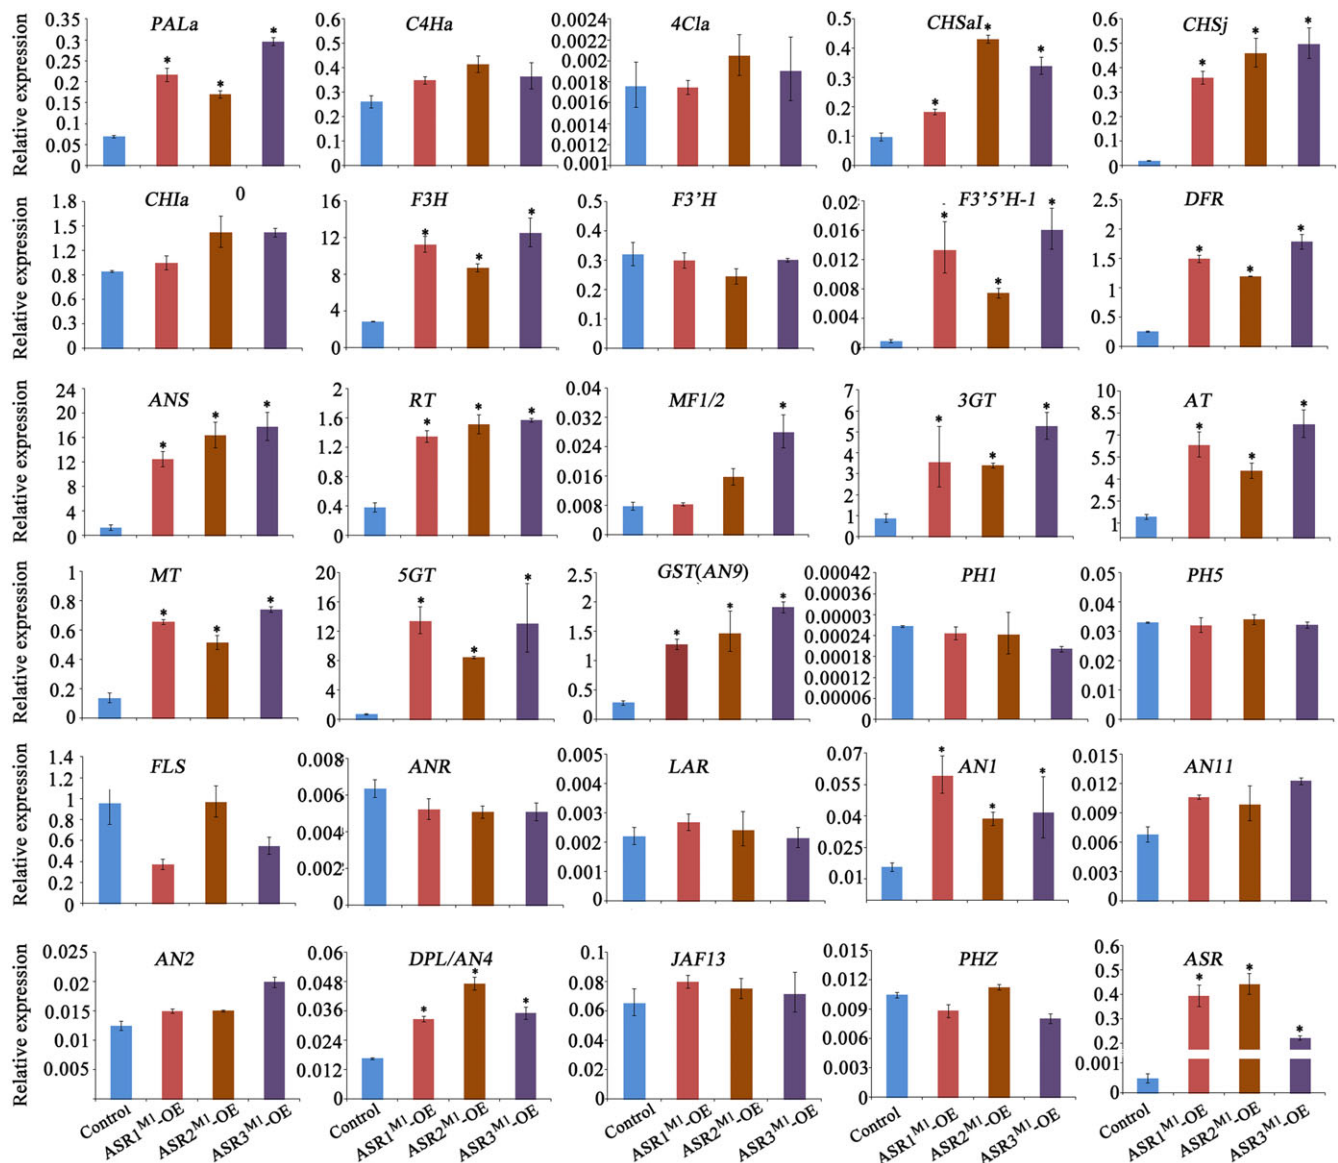 PALa C4Ha 4Cla CHSaI CHSj
Relative expression
0.35 0.3 0.25 0.2 0.15 0.1 0.05 0
0.6 0.5 0.4 0.3 0.2 0.1 0
0.0024 0.0022 0.002 0.0018 0.0016 0.0014 0.0012 0.001
0.5 0.4 0.3 0.2 0.1 0
0.6 0.5 0.4 0.3 0.2 0.1 0
* * *
* * *
* * *
CHIa 0 F3H F3’H F3’5’H-1 DFR
Relative expression
1.8 1.5 1.2 0.8 0.6 0.3 0
16 12 8 4 0
0.5 0.4 0.3 0.2 0.1 0
0.02 0.016 0.012 0.008 0.004 0
2.5 2 1.5 1 0.5 0
* * *
* * *
* * *
ANS RT MF1/2 3GT AT
Relative expression
24 20 16 12 8 4 0
2 1.6 1.2 0.8 0.4 0
0.04 0.032 0.024 0.016 0.008 0
7 6 5 4 3 2 1 0
10 8.5 7 5.5 4 2.5 1
* * *
* * *
*
* * *
* * *
MT 5GT GST(AN9) PH1 PH5
Relative expression
1 0.8 0.6 0.4 0.2 0
20 16 12 8 4 0
2.5 2 1.5 1 0.5 0
0.00042 0.00036 0.0003 0.00024 0.00018 0.00012 0.00006 0
0.05 0.04 0.03 0.02 0.01 0
* * *
* * *
* * *
FLS ANR LAR AN1 AN11
Relative expression
1.4 1.2 1 0.8 0.6 0.4 0.2 0
0.008 0.006 0.004 0.002 0
0.005 0.004 0.003 0.002 0.001 0
0.07 0.055 0.04 0.025 0.01
0.015 0.012 0.009 0.006 0.003 0
* * *
AN2 DPL/AN4 JAF13 PHZ ASR
Relative expression
0.025 0.02 0.015 0.01 0.005
0.06 0.048 0.036 0.024 0.012 0
0.1 0.08 0.06 0.04 0.02 0
0.015 0.012 0.009 0.006 0.003 0
0.6 0.5 0.4 0.3 0.2 0.001 0
* * *
* * *
Control ASR1ᴹ¹-OE ASR2ᴹ¹-OE ASR3ᴹ¹-OE
Control ASR1ᴹ¹-OE ASR2ᴹ¹-OE ASR3ᴹ¹-OE
Control ASR1ᴹ¹-OE ASR2ᴹ¹-OE ASR3ᴹ¹-OE
Control ASR1ᴹ¹-OE ASR2ᴹ¹-OE ASR3ᴹ¹-OE
Control ASR1ᴹ¹-OE ASR2ᴹ¹-OE ASR3ᴹ¹-OE